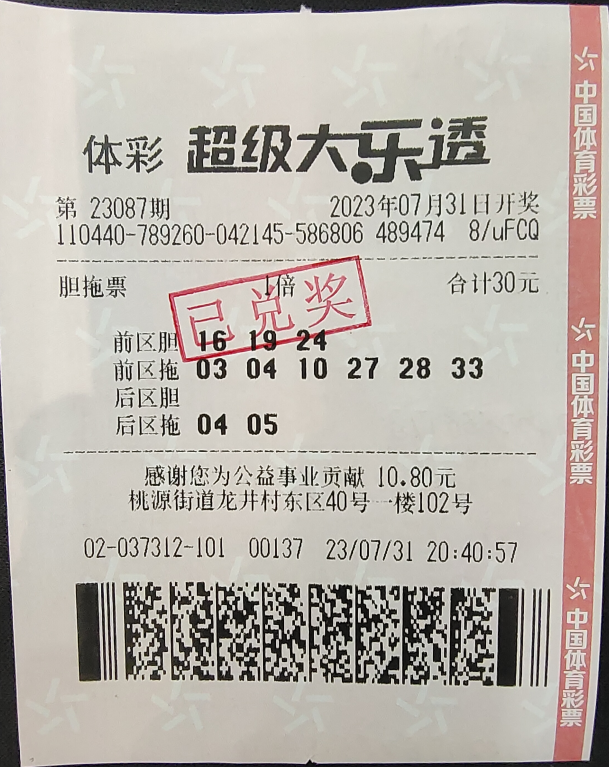 体彩 超级大乐透
第 23087期 2023年07月31日开奖
110440-789260-042145-586806 489474 8/uFCQ
胆拖票 1倍 合计30元
已兑奖
前区胆 16 19 24
前区拖 03 04 10 27 28 33
后区胆
后区拖 04 05
感谢您为公益事业贡献 10.80元
桃源街道龙井村东区40号一楼102号
02-037312-101 00137 23/07/31 20:40:57
中国体育彩票
中国体育彩票
中国体育彩票